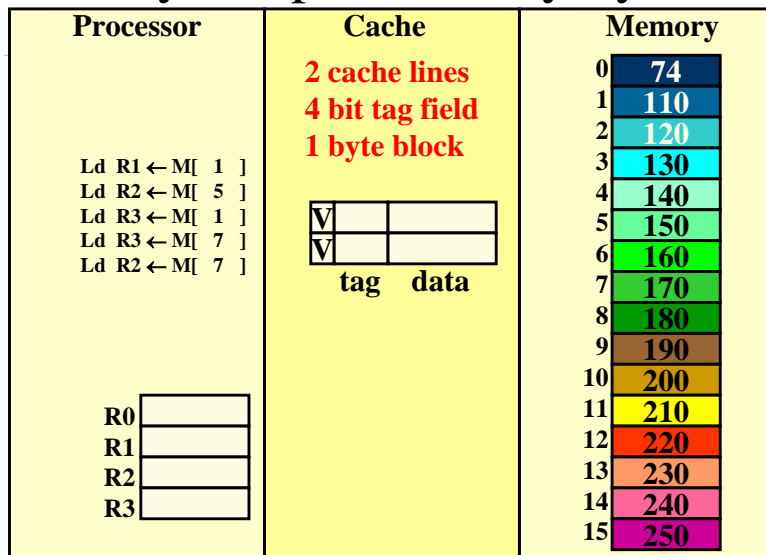 Processor
Ld R1 ← M[ 1 ]
Ld R2 ← M[ 5 ]
Ld R3 ← M[ 1 ]
Ld R3 ← M[ 7 ]
Ld R2 ← M[ 7 ]
R0
R1
R2
R3
Cache
2 cache lines
4 bit tag field
1 byte block
V
V
tag data
Memory
0 74
1 110
2 120
3 130
4 140
5 150
6 160
7 170
8 180
9 190
10 200
11 210
12 220
13 230
14 240
15 250